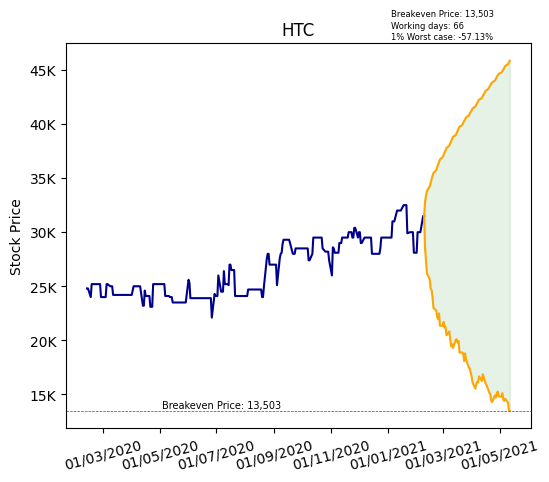 Breakeven Price: 13,503
Working days: 66
1% Worst case: -57.13%
HTC
Stock Price
45K
40K
35K
30K
25K
20K
15K
Breakeven Price: 13,503
01/03/2020
01/05/2020
01/07/2020
01/09/2020
01/11/2020
01/01/2021
01/03/2021
01/05/2021